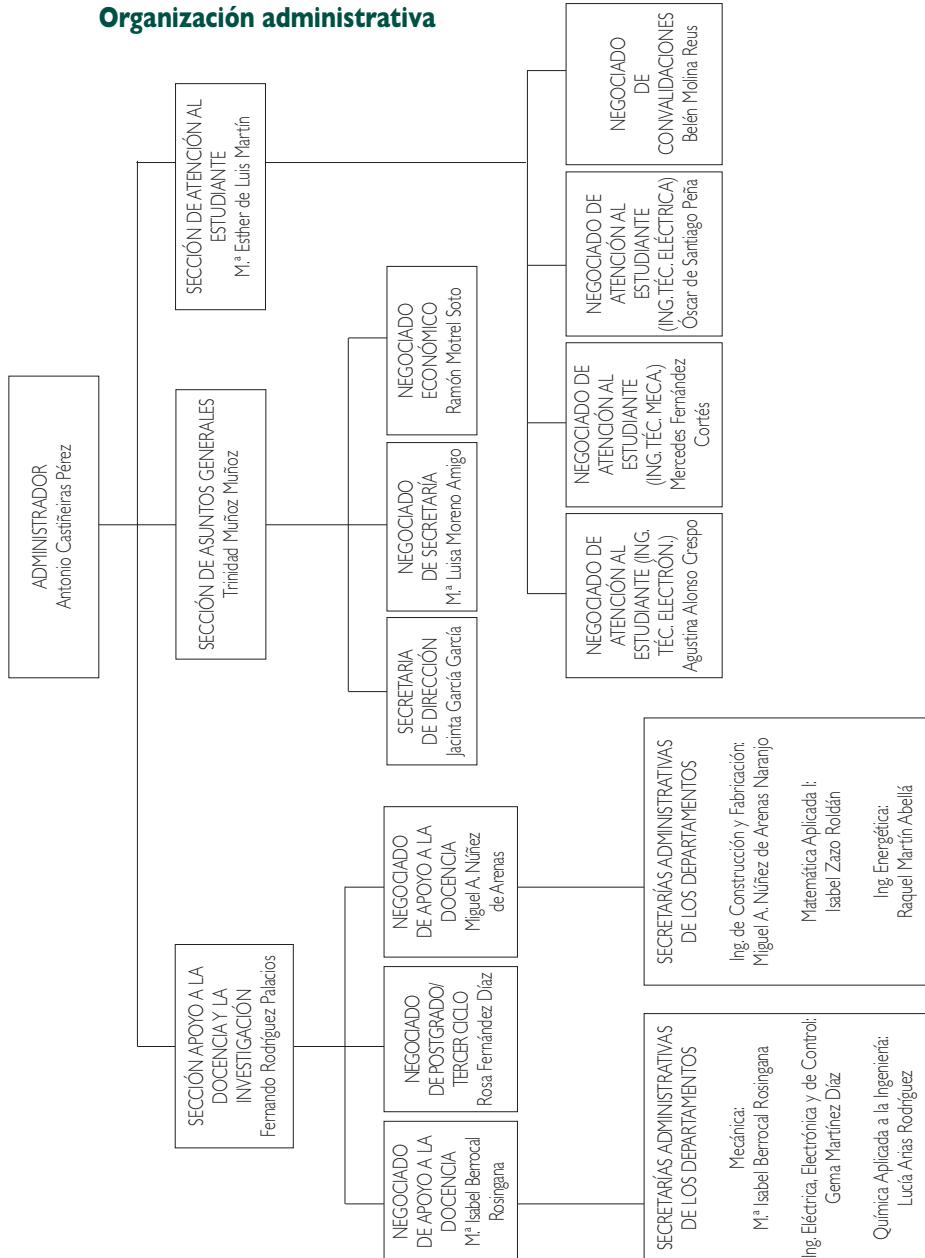 Organización administrativa
ADMINISTRADOR
Antonio Castiñeiras Pérez
SECCIÓN APOYO A LA
DOCENCIA Y LA
INVESTIGACIÓN
Fernando Rodríguez Palacios
SECCIÓN DE ASUNTOS GENERALES
Trinidad Muñoz Muñoz
SECCIÓN DE ATENCIÓN AL
ESTUDIANTE
M.ª Esther de Luis Martín
NEGOCIADO
DE APOYO A LA
DOCENCIA
M.ª Isabel Berrocal
Rosingana
NEGOCIADO
DE POSTGRADO/
TERCER CICLO
Rosa Fernández Díaz
NEGOCIADO
DE APOYO A LA
DOCENCIA
Miguel A. Núñez
de Arenas
SECRETARIA
DE DIRECCIÓN
Jacinta García García
NEGOCIADO
DE SECRETARÍA
M.ª Luisa Moreno Amigo
NEGOCIADO
ECONÓMICO
Ramón Motrel Soto
SECRETARÍAS ADMINISTRATIVAS
DE LOS DEPARTAMENTOS
Mecánica:
M.ª Isabel Berrocal Rosingana
Ing. Eléctrica, Electrónica y de Control:
Gema Martínez Díaz
Química Aplicada a la Ingeniería:
Lucía Arias Rodríguez
SECRETARÍAS ADMINISTRATIVAS
DE LOS DEPARTAMENTOS
Ing. de Construcción y Fabricación:
Miguel A. Núñez de Arenas Naranjo
Matemática Aplicada I:
Isabel Zazo Roldán
Ing. Energética:
Raquel Martín Abellá
NEGOCIADO DE
ATENCIÓN AL
ESTUDIANTE (ING.
TÉC. ELECTRÓN.)
Agustina Alonso Crespo
NEGOCIADO DE
ATENCIÓN AL
ESTUDIANTE
(ING. TÉC. MECA.)
Mercedes Fernández
Cortés
NEGOCIADO DE
ATENCIÓN AL
ESTUDIANTE
(ING. TÉC. ELÉCTRICA)
Óscar de Santiago Peña
NEGOCIADO
DE
CONVALIDACIONES
Belén Molina Reus